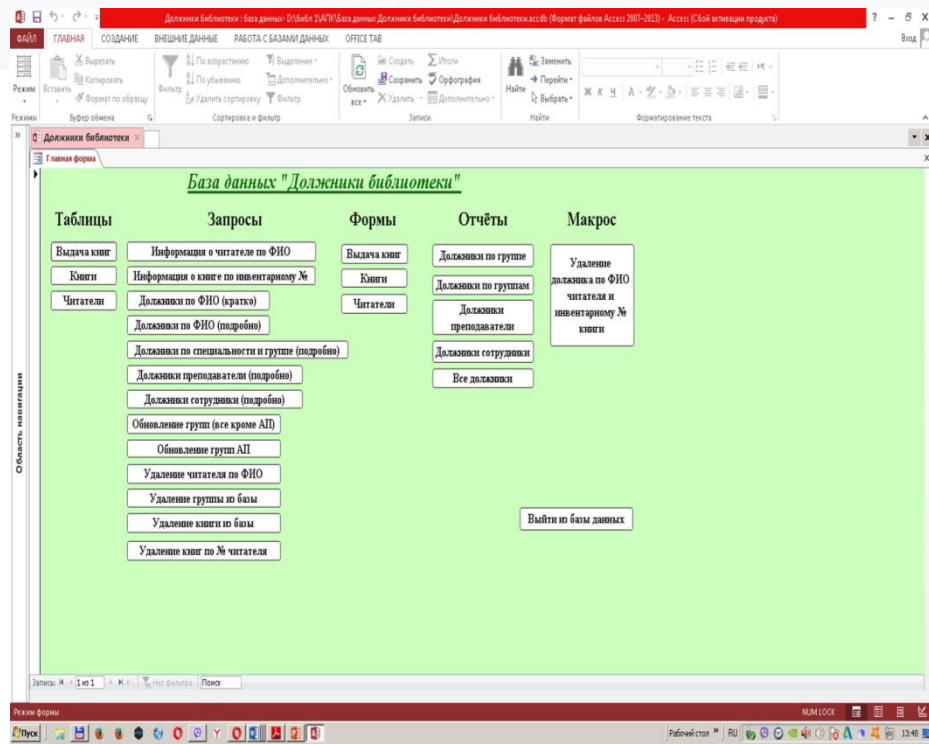 Должники библиотеки : база данных- D:\библ 1\АПК\База данных Должники библиотеки\Должники библиотеки.accdb (Формат файлов Access 2007–2013) - Access (Сбой активации продукта)
ФАЙЛ ГЛАВНАЯ СОЗДАНИЕ ВНЕШНИЕ ДАННЫЕ РАБОТА С БАЗАМИ ДАННЫХ OFFICE TAB Вход
Режим
Вставить
Вырезать
Копировать
Формат по образцу
Фильтр
По возрастанию
По убыванию
Удалить сортировку
Выделение
Дополнительно
Фильтр
Обновить все
Создать
Сохранить
Удалить
Итоги
Орфография
Дополнительно
Найти
Заменить
Перейти
Выбрать
Ж К Ч А
Режимы Буфер обмена Сортировка и фильтр Записи Найти Форматирование текста
Должники библиотеки
Главная форма
Область навигации
База данных "Должники библиотеки"
Таблицы
Выдача книг
Книги
Читатели
Запросы
Информация о читателе по ФИО
Информация о книге по инвентарному №
Должники по ФИО (кратко)
Должники по ФИО (подробно)
Должники по специальности и группе (подробно)
Должники преподаватели (подробно)
Должники сотрудники (подробно)
Обновление групп (все кроме АП)
Обновление групп АП
Удаление читателя по ФИО
Удаление группы из базы
Удаление книги из базы
Удаление книг по № читателя
Формы
Выдача книг
Книги
Читатели
Отчёты
Должники по группе
Должники по группам
Должники
преподаватели
Должники сотрудники
Все должники
Макрос
Удаление
должника по ФИО
читателя и
инвентарному №
книги
Выйти из базы данных
Запись: 1 из 1 Нет фильтра Поиск
Режим формы NUM LOCK
Пуск Рабочий стол RU 13:48